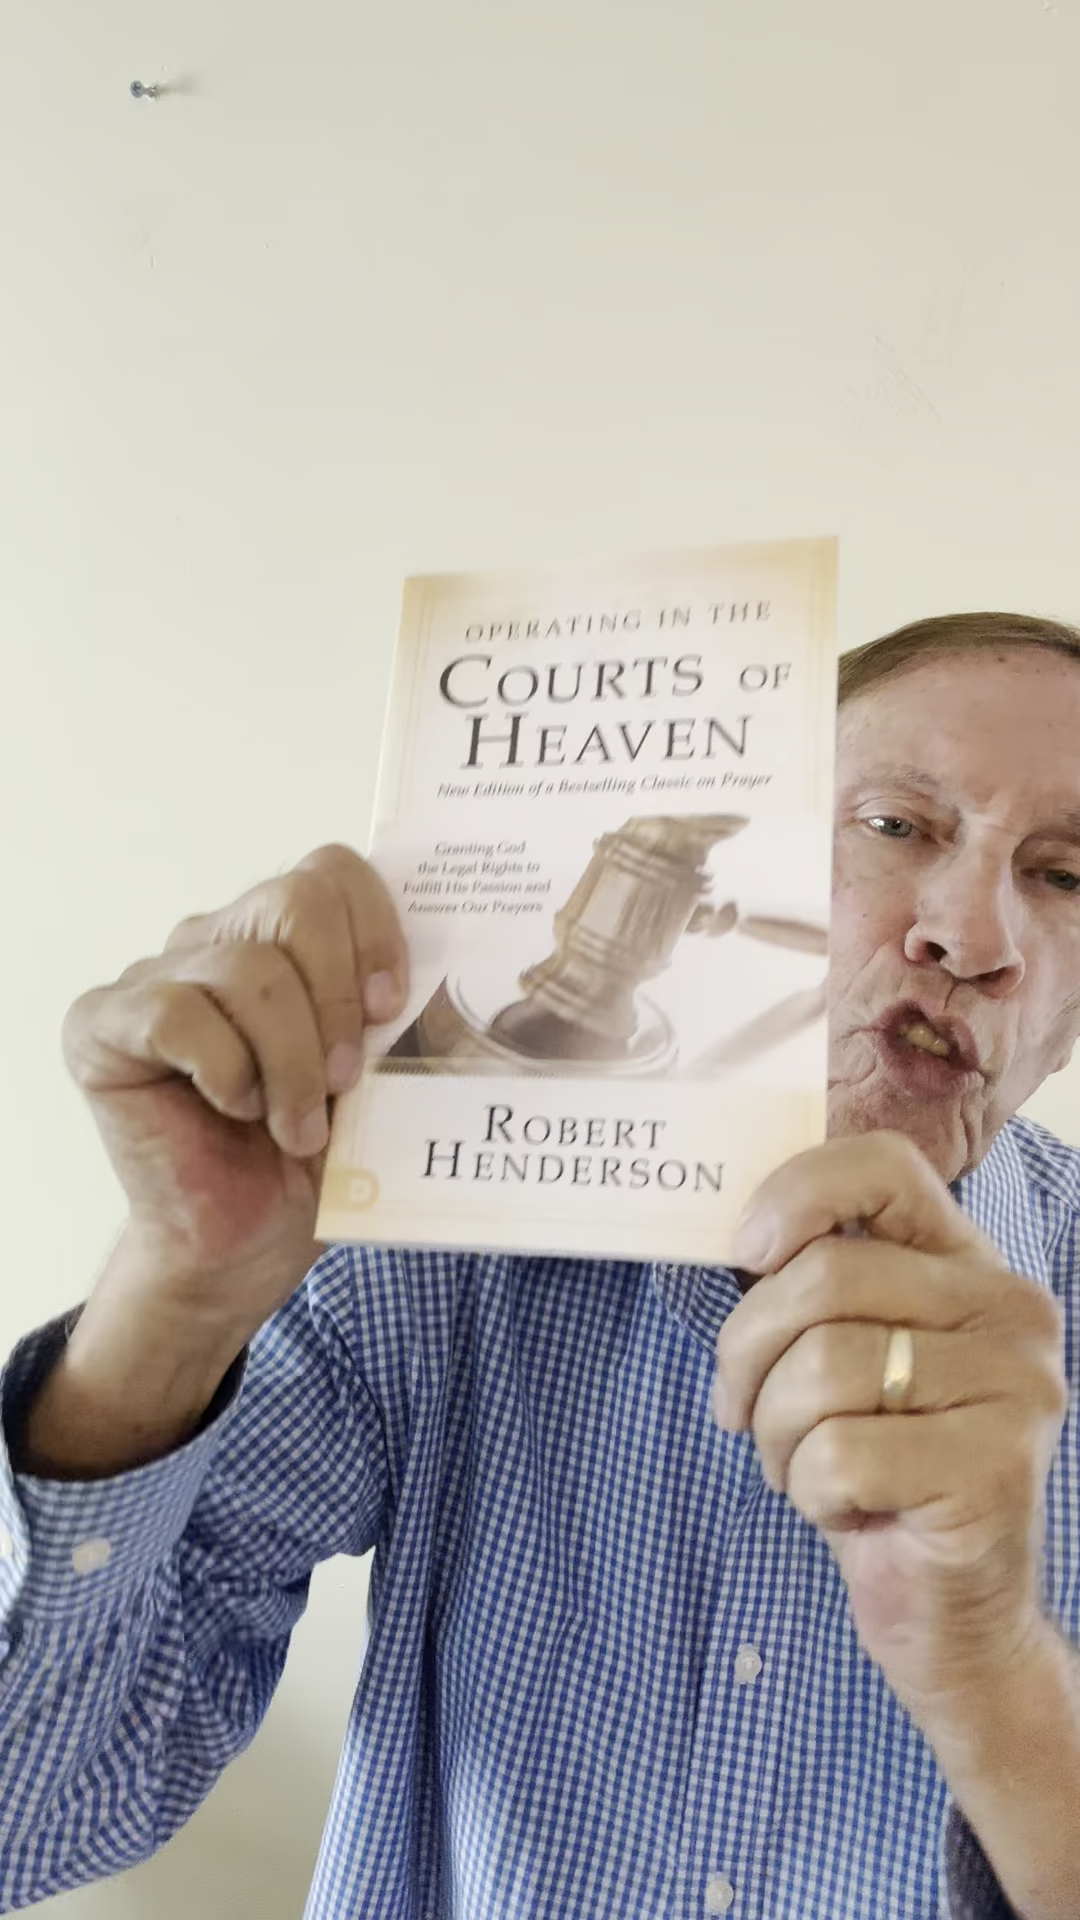 OPERATING IN THE
COURTS OF
HEAVEN
New Edition of a Bestselling Classic on Prayer
Granting God
the Legal Rights to
Fulfill His Passion and
Answer Our Prayers
ROBERT
HENDERSON